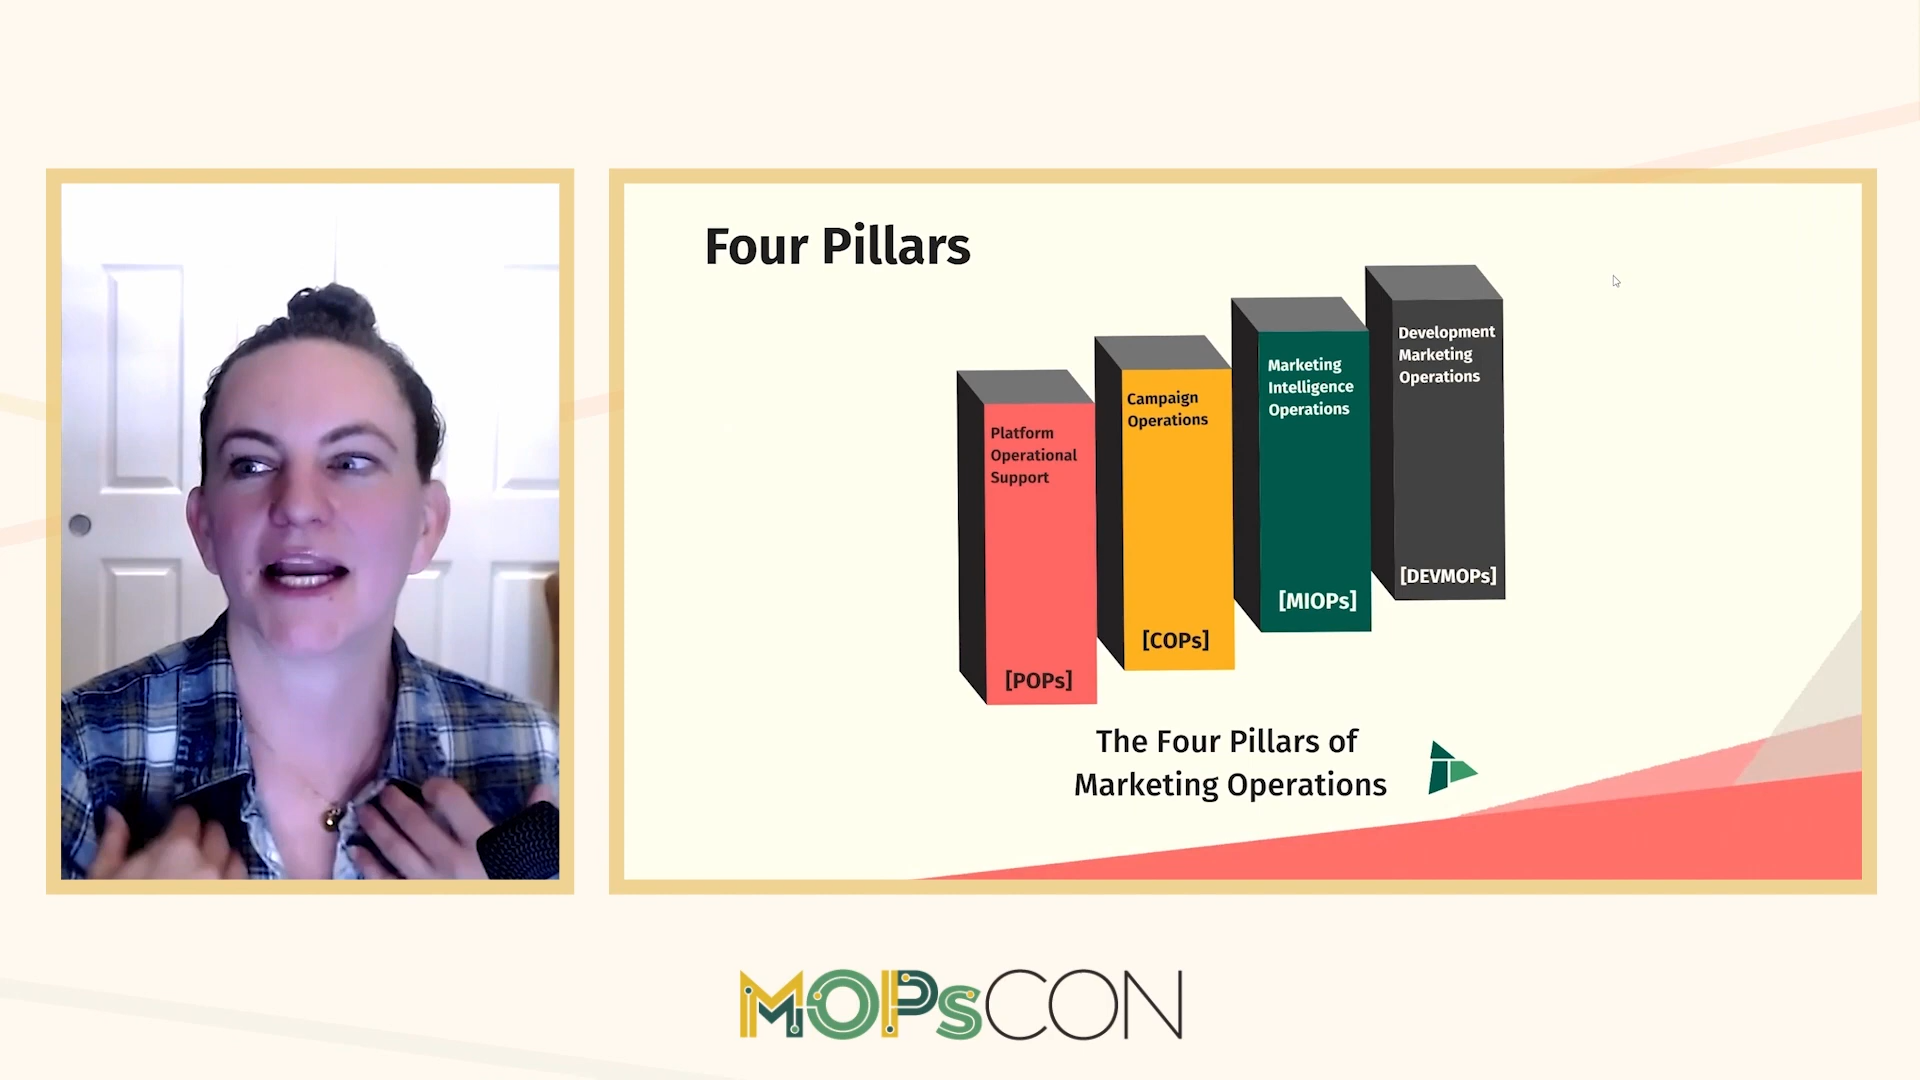 Four Pillars
Platform
Operational
Support
[POPs]
Campaign
Operations
[COPs]
Marketing
Intelligence
Operations
[MIOPs]
Development
Marketing
Operations
[DEVMOPs]
The Four Pillars of
Marketing Operations
MOPsCON